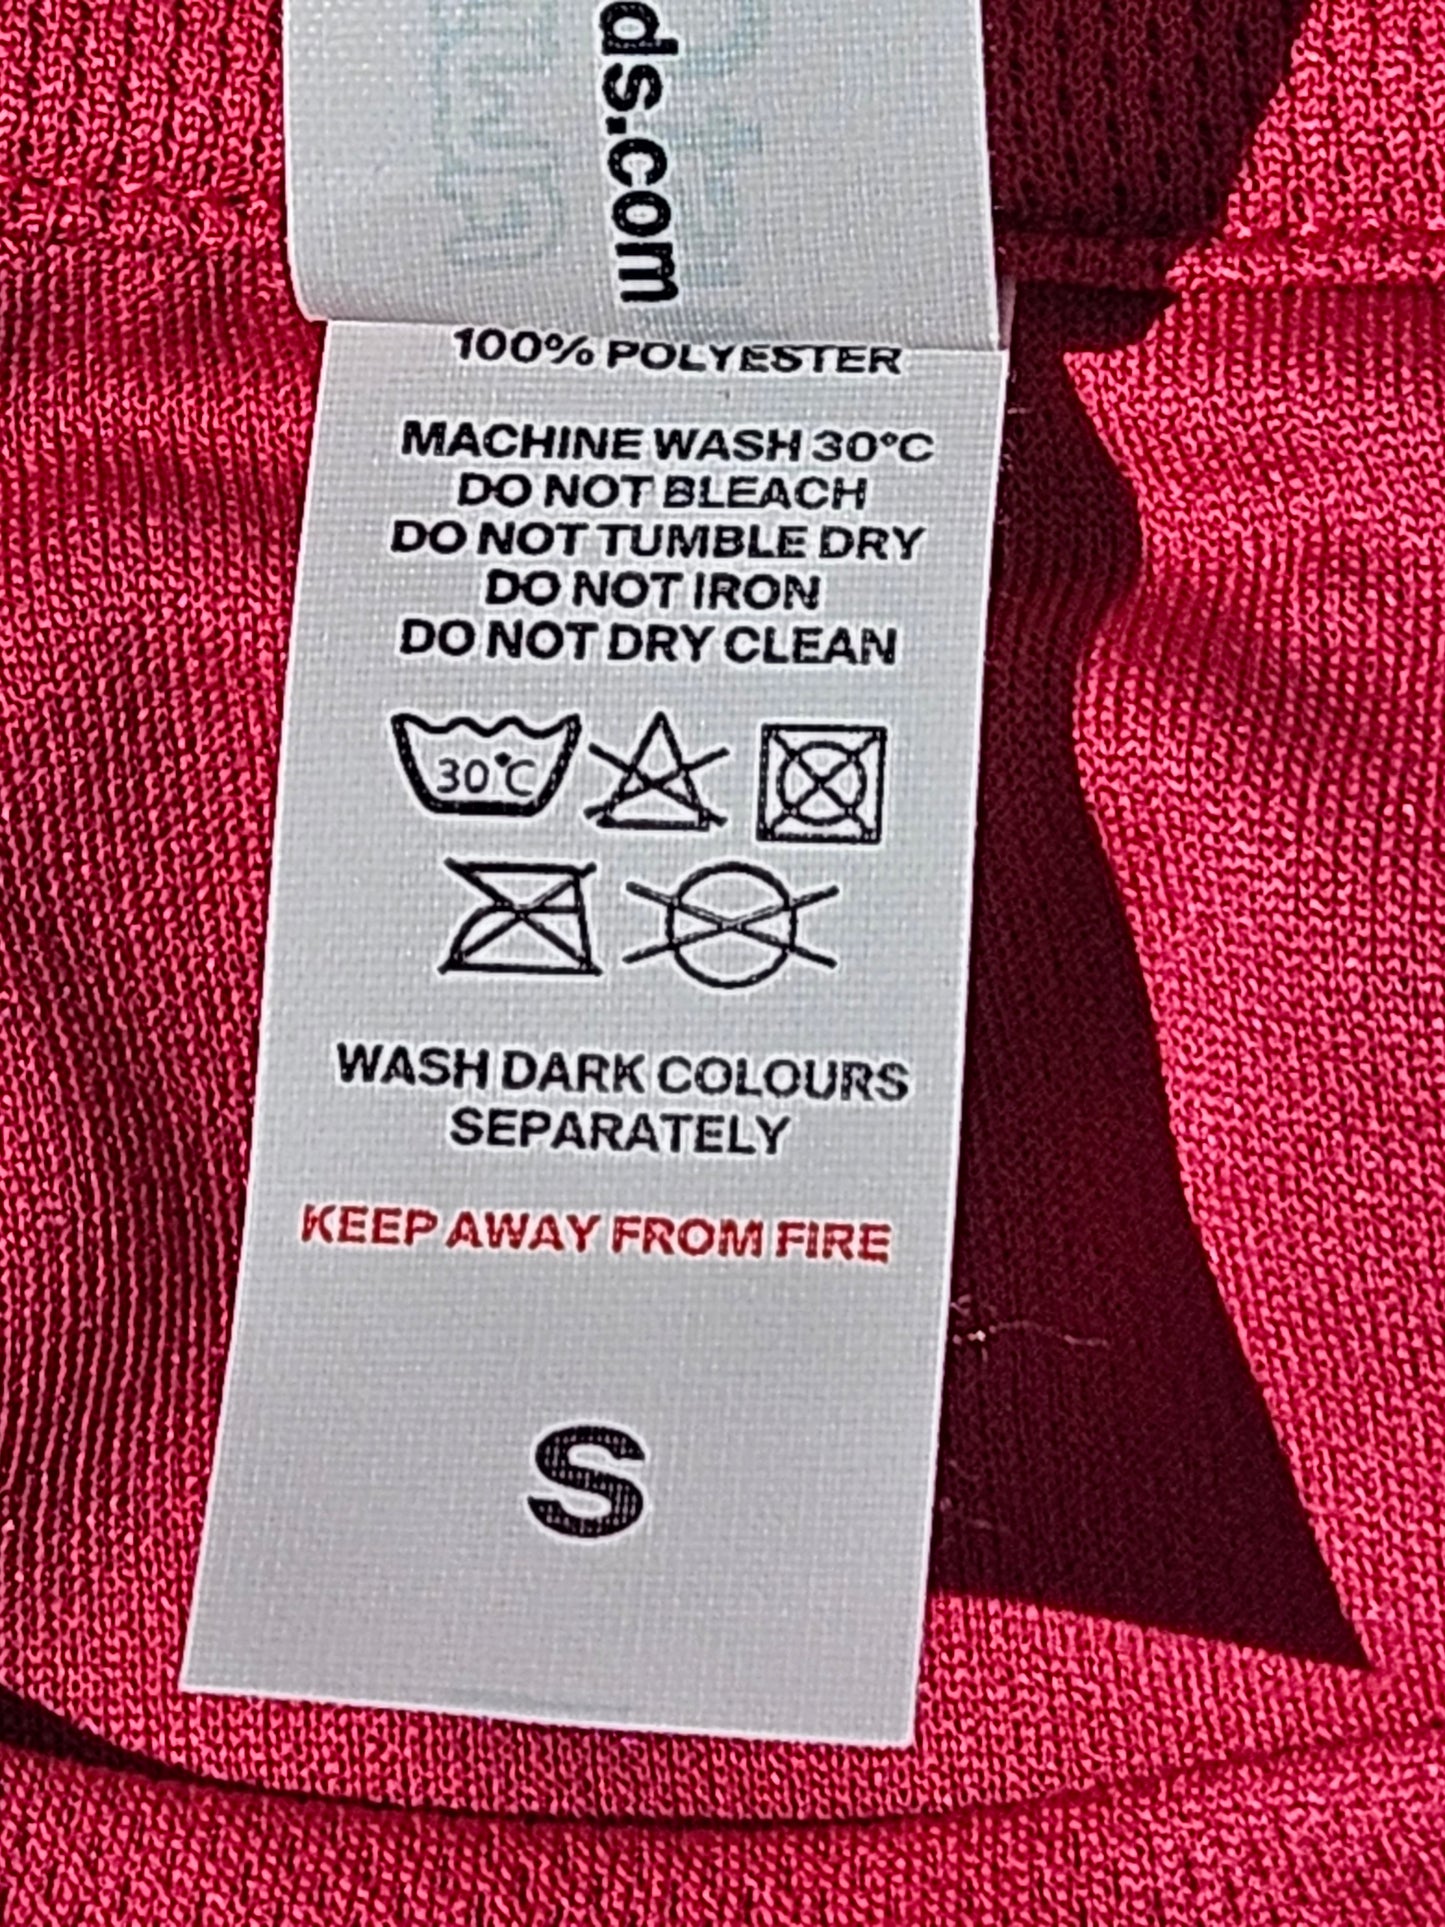 ds.com
100% POLYESTER
MACHINE WASH 30°C
DO NOT BLEACH
DO NOT TUMBLE DRY
DO NOT IRON
DO NOT DRY CLEAN
30°C
WASH DARK COLOURS
SEPARATELY
KEEP AWAY FROM FIRE
S